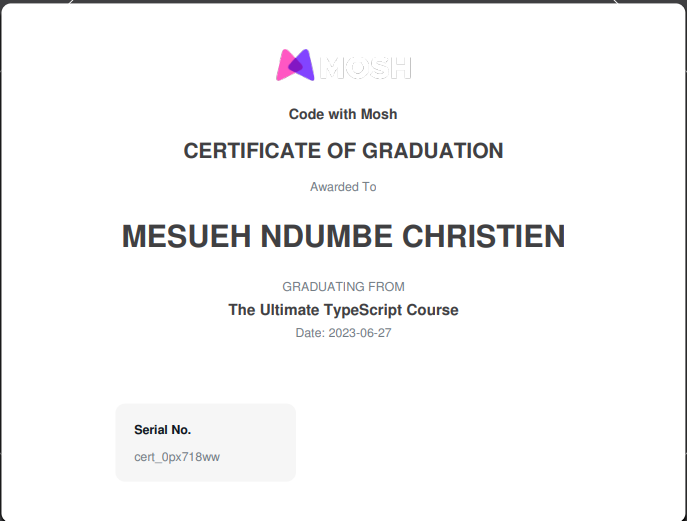 MOSH
Code with Mosh
CERTIFICATE OF GRADUATION
Awarded To
MESUEH NDUMBE CHRISTIEN
GRADUATING FROM
The Ultimate TypeScript Course
Date: 2023-06-27
Serial No.
cert_0px718ww